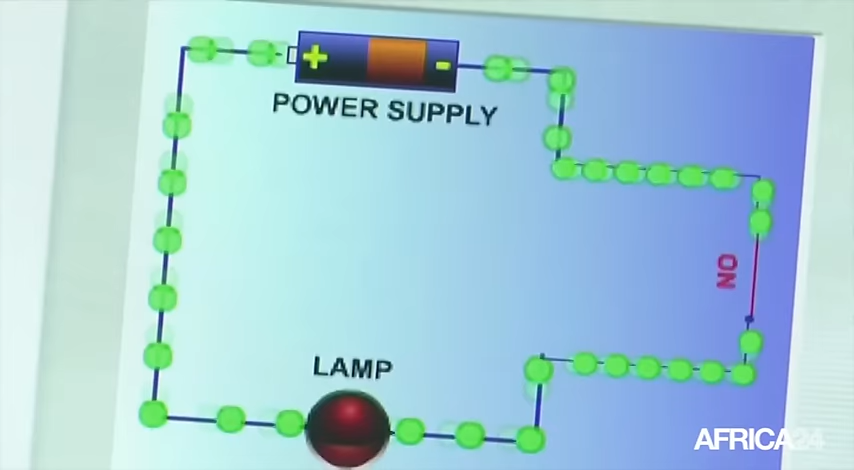 + -
POWER SUPPLY
ON
LAMP
AFRICA24